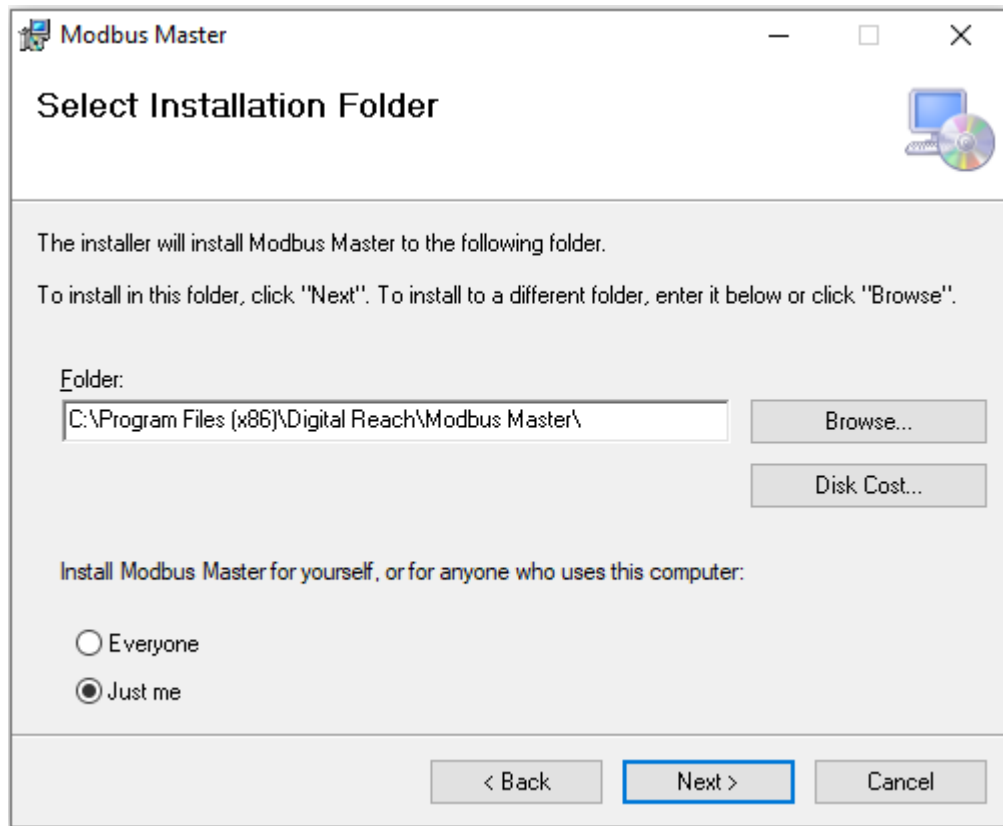 Modbus Master
Select Installation Folder
The installer will install Modbus Master to the following folder.
To install in this folder, click "Next". To install to a different folder, enter it below or click "Browse".
Folder:
C:\Program Files (x86)\Digital Reach\Modbus Master\
Browse...
Disk Cost...
Install Modbus Master for yourself, or for anyone who uses this computer:
Everyone
Just me
< Back
Next >
Cancel